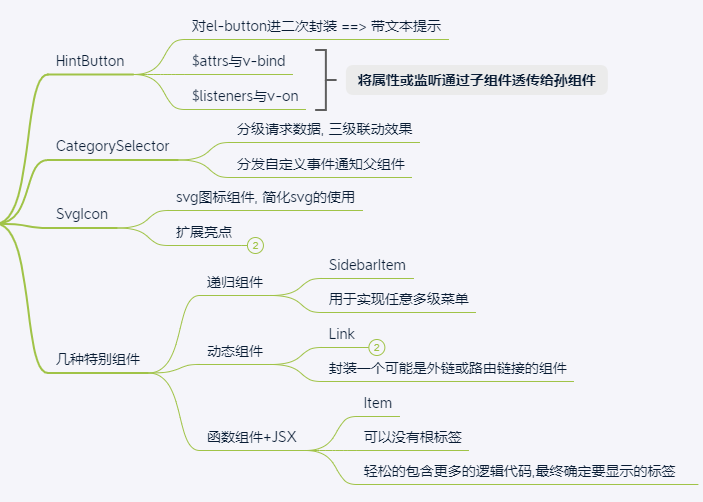 HintButton
对el-button进二次封装 ==> 带文本提示
$attrs与v-bind
$listeners与v-on
将属性或监听通过子组件透传给孙组件
CategorySelector
分级请求数据, 三级联动效果
分发自定义事件通知父组件
SvgIcon
svg图标组件, 简化svg的使用
扩展亮点
2
几种特别组件
递归组件
SidebarItem
用于实现任意多级菜单
动态组件
Link
2
封装一个可能是外链或路由链接的组件
函数组件+JSX
Item
可以没有根标签
轻松的包含更多的逻辑代码,最终确定要显示的标签